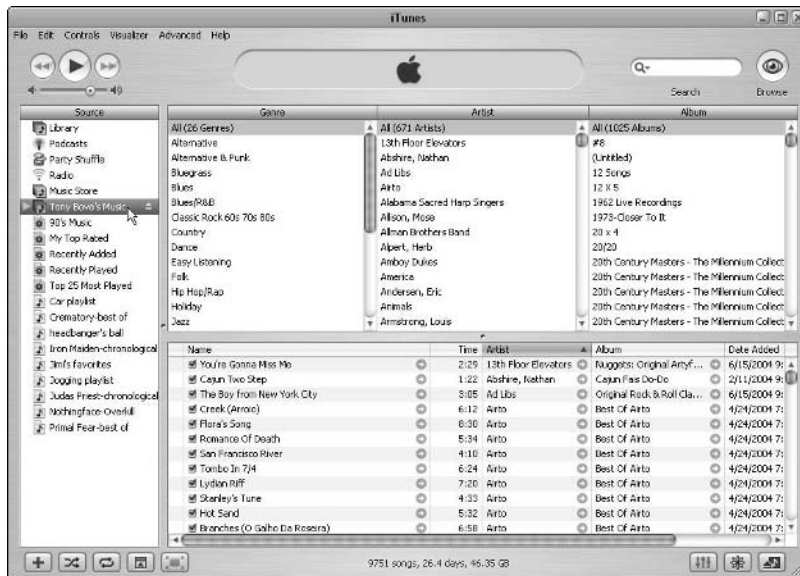 iTunes
File Edit Controls Visualizer Advanced Help
Search
Browse
Source
Library
Podcasts
Party Shuffle
Radio
Music Store
Tony Bove's Music
90's Music
My Top Rated
Recently Added
Recently Played
Top 25 Most Played
Car playlist
Crematory-best of
headbanger's ball
Iron Maiden-chronological
Jimi's favorites
Jogging playlist
Judas Priest-chronological
Nothingface-Overkill
Primal Fear-best of
Genre
All (26 Genres)
Alternative
Alternative & Punk
Bluegrass
Blues
Blues/R&B
Classic Rock 60s 70s 80s
Country
Dance
Easy Listening
Folk
Hip Hop/Rap
Holiday
Jazz
Artist
All (671 Artists)
13th Floor Elevators
Abshire, Nathan
Ad Libs
Airto
Alabama Sacred Harp Singers
Allison, Mose
Allman Brothers Band
Alpert, Herb
Amboy Dukes
America
Andersen, Eric
Animals
Armstrong, Louis
Album
All (1025 Albums)
#8
(Untitled)
12 Songs
12 X 5
1962 Live Recordings
1973-Closer To It
20 x 4
20/20
20th Century Masters - The Millennium Collect
20th Century Masters - The Millennium Collect
20th Century Masters - The Millennium Collect
20th Century Masters - The Millennium Collect
20th Century Masters - The Millennium Collect
Name Time Artist Album Date Added
You're Gonna Miss Me 2:29 13th Floor Elevators Nuggets: Original Artyf... 6/15/2004 9:
Cajun Two Step 1:22 Abshire, Nathan Cajun Fais Do-Do 2/11/2004 9:
The Boy from New York City 3:05 Ad Libs Original Rock & Roll Cla... 6/15/2004 9:
Creek (Arroio) 6:12 Airto Best Of Airto 4/24/2004 7:
Flora's Song 8:30 Airto Best Of Airto 4/24/2004 7:
Romance Of Death 5:34 Airto Best Of Airto 4/24/2004 7:
San Francisco River 4:10 Airto Best Of Airto 4/24/2004 7:
Tombo In 7/4 6:24 Airto Best Of Airto 4/24/2004 7:
Lydian Riff 7:20 Airto Best Of Airto 4/24/2004 7:
Stanley's Tune 4:33 Airto Best Of Airto 4/24/2004 7:
Hot Sand 5:32 Airto Best Of Airto 4/24/2004 7:
Branches (O Galho Da Roseira) 6:58 Airto Best Of Airto 4/24/2004 7:
9751 songs, 26.4 days, 46.35 GB